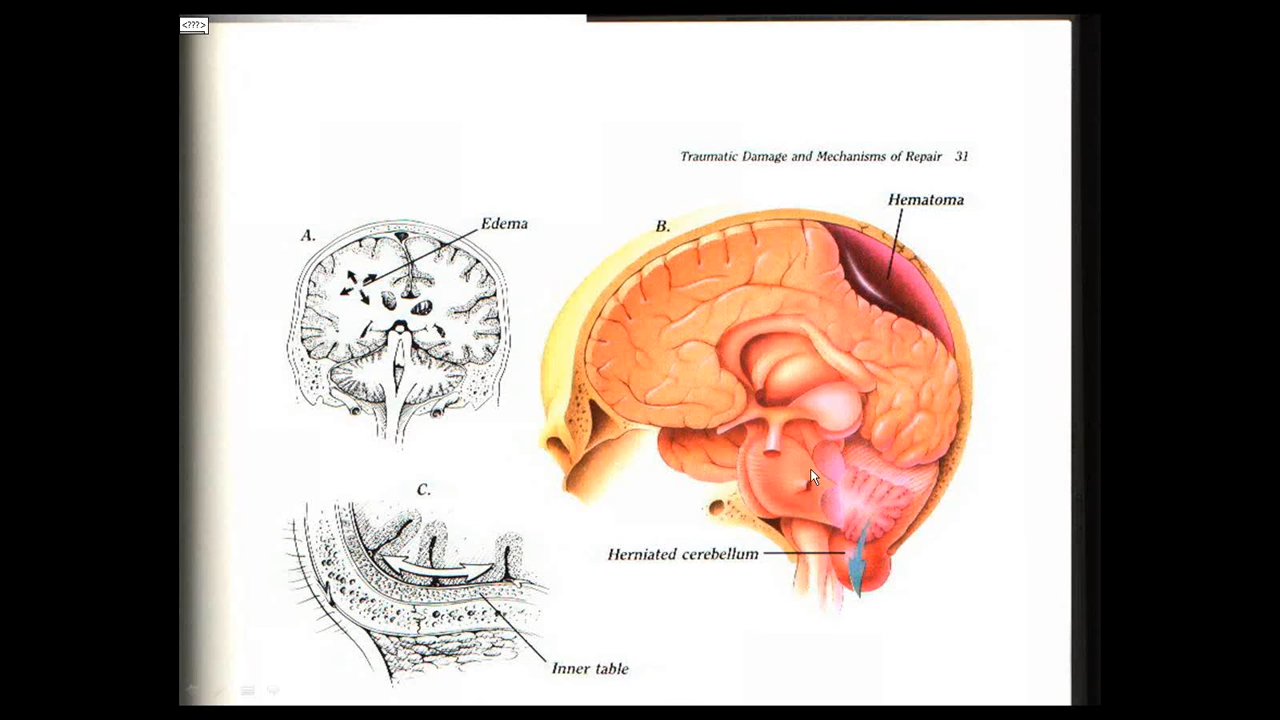 <???>
Traumatic Damage and Mechanisms of Repair 31
A.
Edema
B.
Hematoma
C.
Herniated cerebellum
Inner table